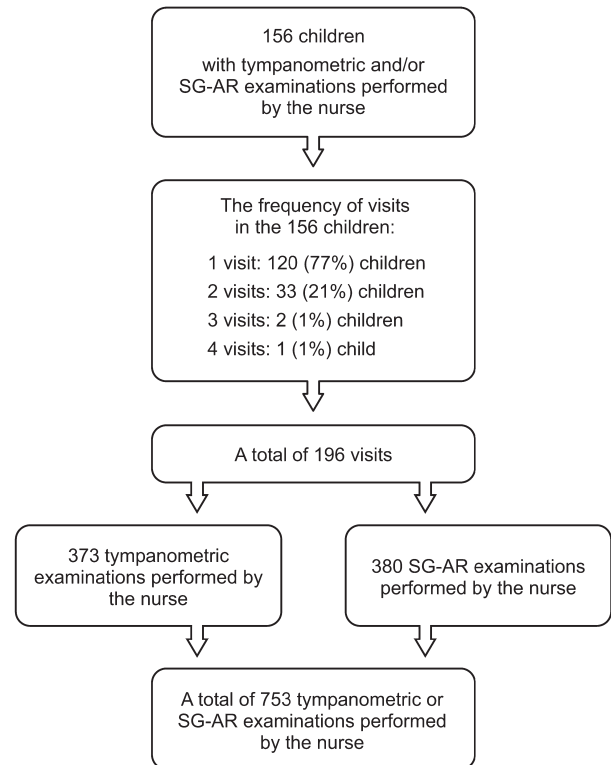 156 children
with tympanometric and/or
SG-AR examinations performed
by the nurse
The frequency of visits
in the 156 children:
1 visit: 120 (77%) children
2 visits: 33 (21%) children
3 visits: 2 (1%) children
4 visits: 1 (1%) child
A total of 196 visits
373 tympanometric
examinations performed by
the nurse
380 SG-AR examinations
performed by the nurse
A total of 753 tympanometric or
SG-AR examinations performed
by the nurse